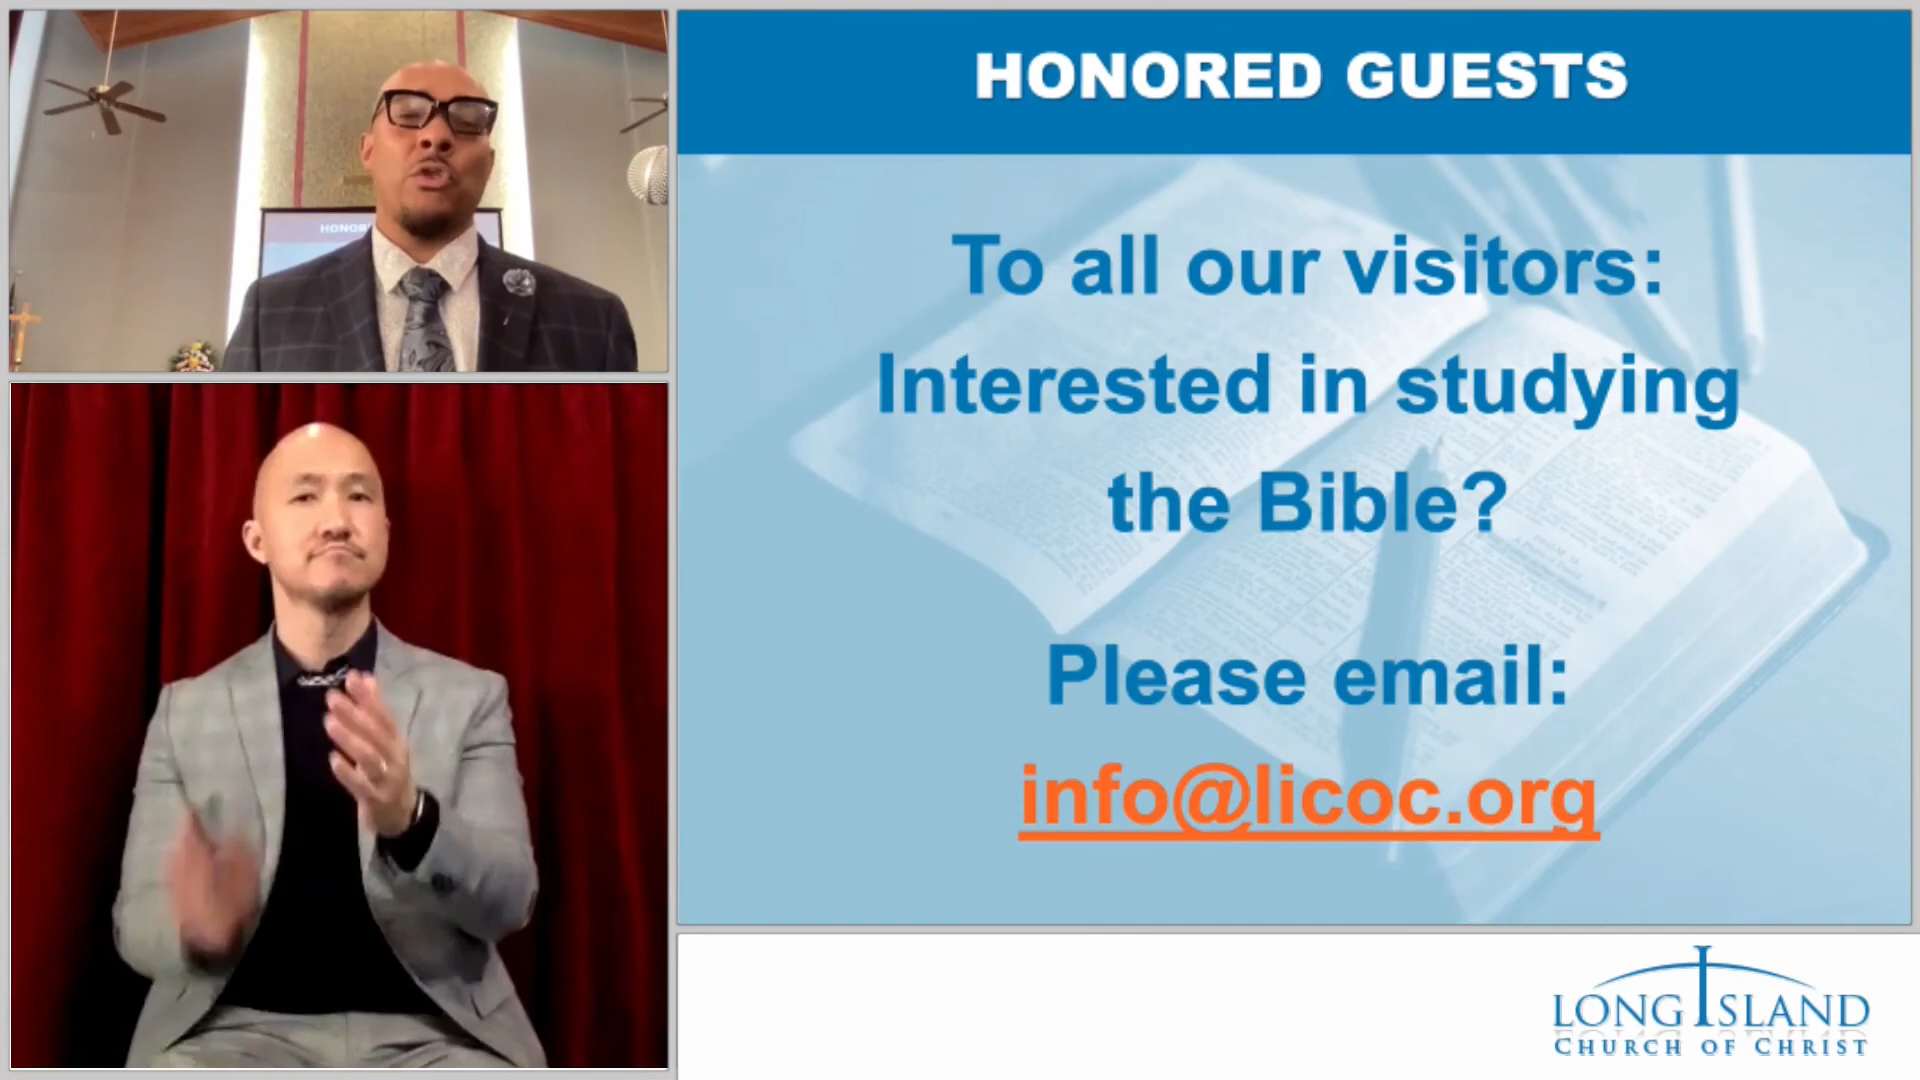 HONORED GUESTS
To all our visitors:
Interested in studying
the Bible?
Please email:
info@licoc.org
HONOR
LONG ISLAND
CHURCH OF CHRIST